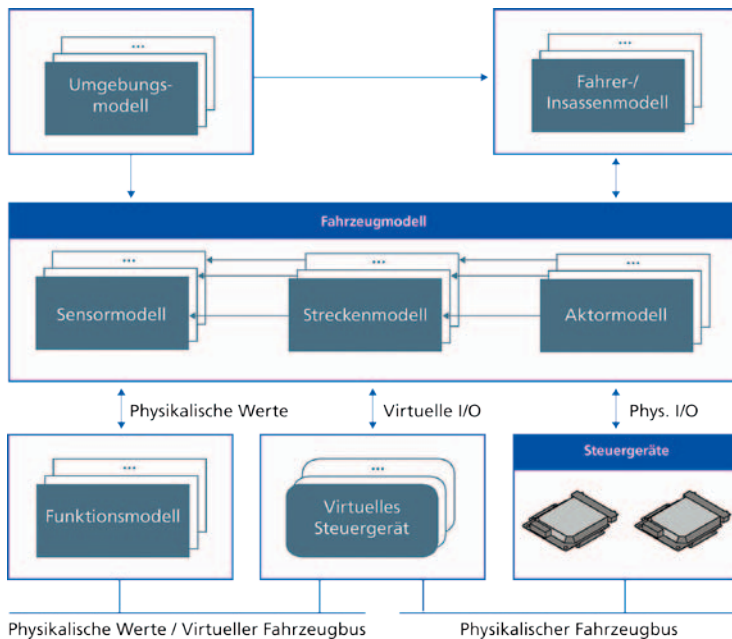 ...
Umgebungs-
modell
...
Fahrer-/
Insassenmodell
Fahrzeugmodell
...
Sensormodell
...
Streckenmodell
...
Aktormodell
Physikalische Werte
Virtuelle I/O
Phys. I/O
...
Funktionsmodell
...
Virtuelles
Steuergerät
Steuergeräte
Physikalische Werte / Virtueller Fahrzeugbus
Physikalischer Fahrzeugbus